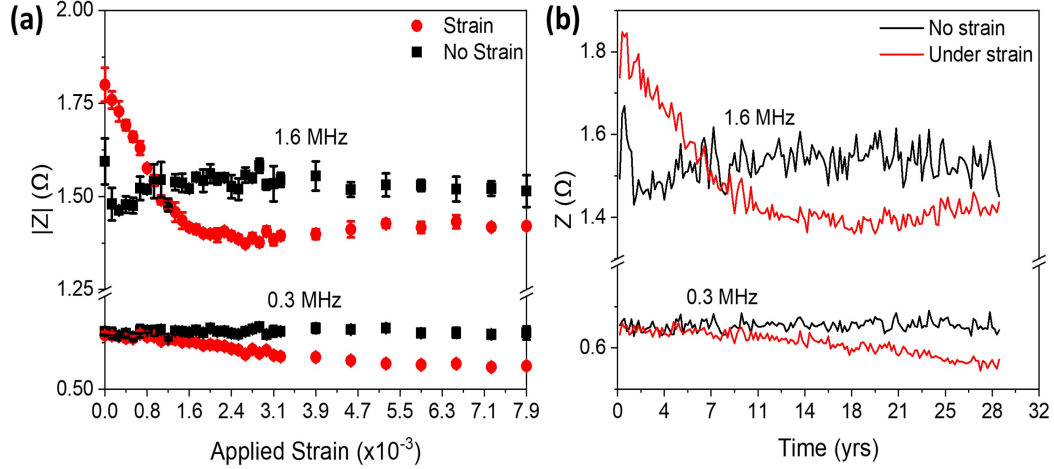 (a)
Strain
No Strain
1.6 MHz
0.3 MHz
|Z| (Ω)
2.00
1.75
1.50
1.25
1.25
0.50
0.0 0.8 1.6 2.4 3.1 3.9 4.7 5.5 6.3 7.1 7.9
Applied Strain (x10⁻³)
(b)
No strain
Under strain
1.6 MHz
0.3 MHz
Z (Ω)
1.8
1.6
1.4
0.6
0 4 7 11 14 18 21 25 28 32
Time (yrs)